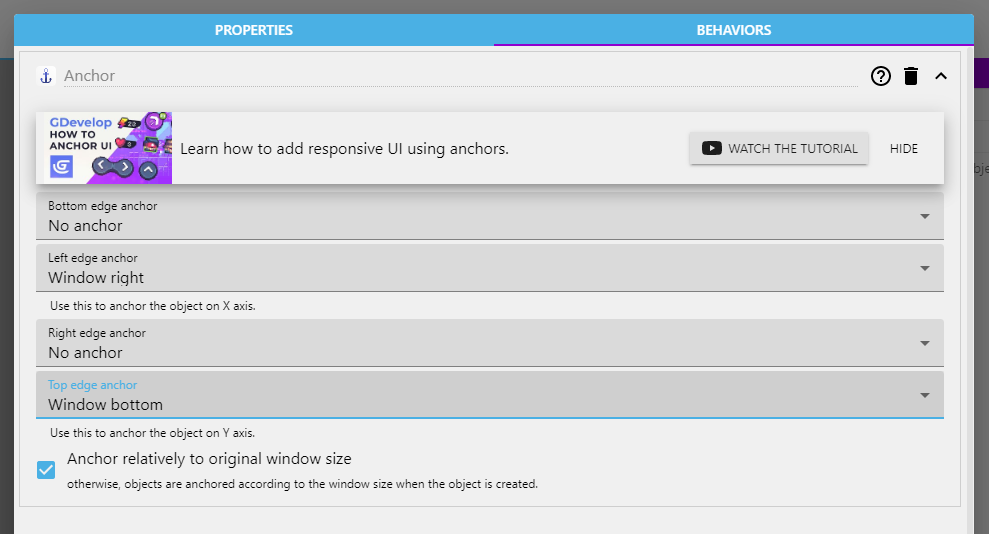 PROPERTIES
BEHAVIORS
Anchor
GDevelop
HOW TO
ANCHOR UI
Learn how to add responsive UI using anchors.
WATCH THE TUTORIAL
HIDE
Bottom edge anchor
No anchor
Left edge anchor
Window right
Use this to anchor the object on X axis.
Right edge anchor
No anchor
Top edge anchor
Window bottom
Use this to anchor the object on Y axis.
Anchor relatively to original window size
otherwise, objects are anchored according to the window size when the object is created.